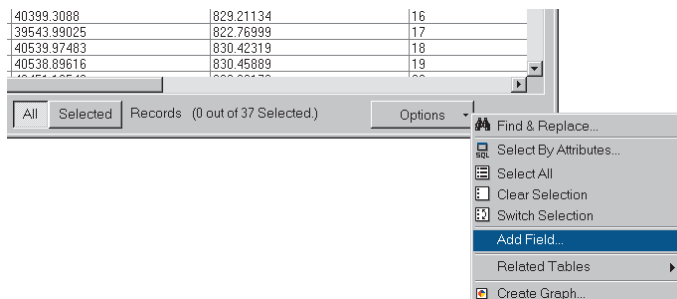 40399.3088 829.21134 16
39543.99025 822.76999 17
40539.97483 830.42319 18
40538.89616 830.45889 19
All Selected Records (0 out of 37 Selected.) Options
Find & Replace...
SQL Select By Attributes...
Select All
Clear Selection
Switch Selection
Add Field...
Related Tables
Create Graph...